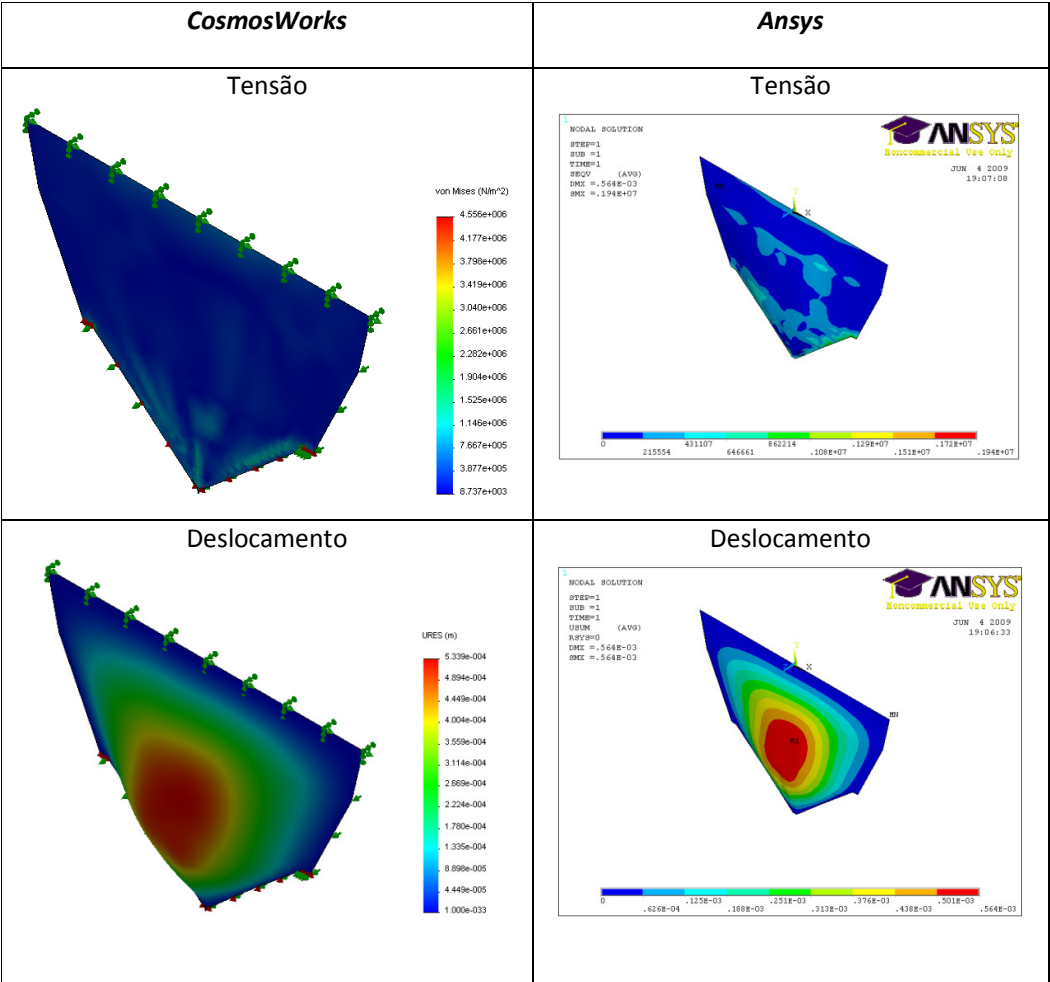 CosmosWorks
Ansys
Tensão
von Mises (N/m^2)
4.556e+006
4.177e+006
3.798e+006
3.419e+006
3.040e+006
2.661e+006
2.282e+006
1.904e+006
1.525e+006
1.146e+006
7.667e+005
3.877e+005
8.737e+003
Tensão
1
NODAL SOLUTION
STEP=1
SUB =1
TIME=1
SEQV (AVG)
DMX =.564E-03
SMX =.194E+07
ANSYS
Noncommercial Use Only
JUN 4 2009
19:07:08
Y
X
0 431107 862214 .129E+07 .172E+07
215554 646661 .108E+07 .151E+07 .194E+07
Deslocamento
URES (m)
5.339e-004
4.894e-004
4.449e-004
4.004e-004
3.559e-004
3.114e-004
2.669e-004
2.224e-004
1.780e-004
1.335e-004
8.898e-005
4.449e-005
1.000e-033
Deslocamento
1
NODAL SOLUTION
STEP=1
SUB =1
TIME=1
USUM (AVG)
RSYS=0
DMX =.564E-03
SMX =.564E-03
ANSYS
Noncommercial Use Only
JUN 4 2009
19:06:33
Y
X
MN
MX
0 .125E-03 .251E-03 .376E-03 .501E-03
.626E-04 .188E-03 .313E-03 .438E-03 .564E-03